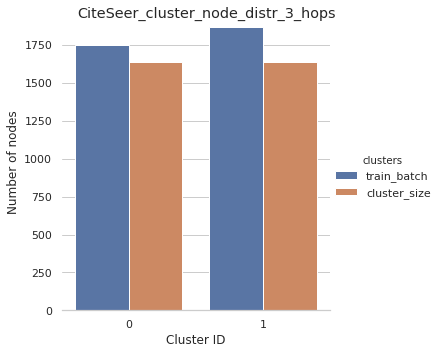 CiteSeer_cluster_node_distr_3_hops
Number of nodes
1750
1500
1250
1000
750
500
250
0
0 1
Cluster ID
clusters
train_batch
cluster_size